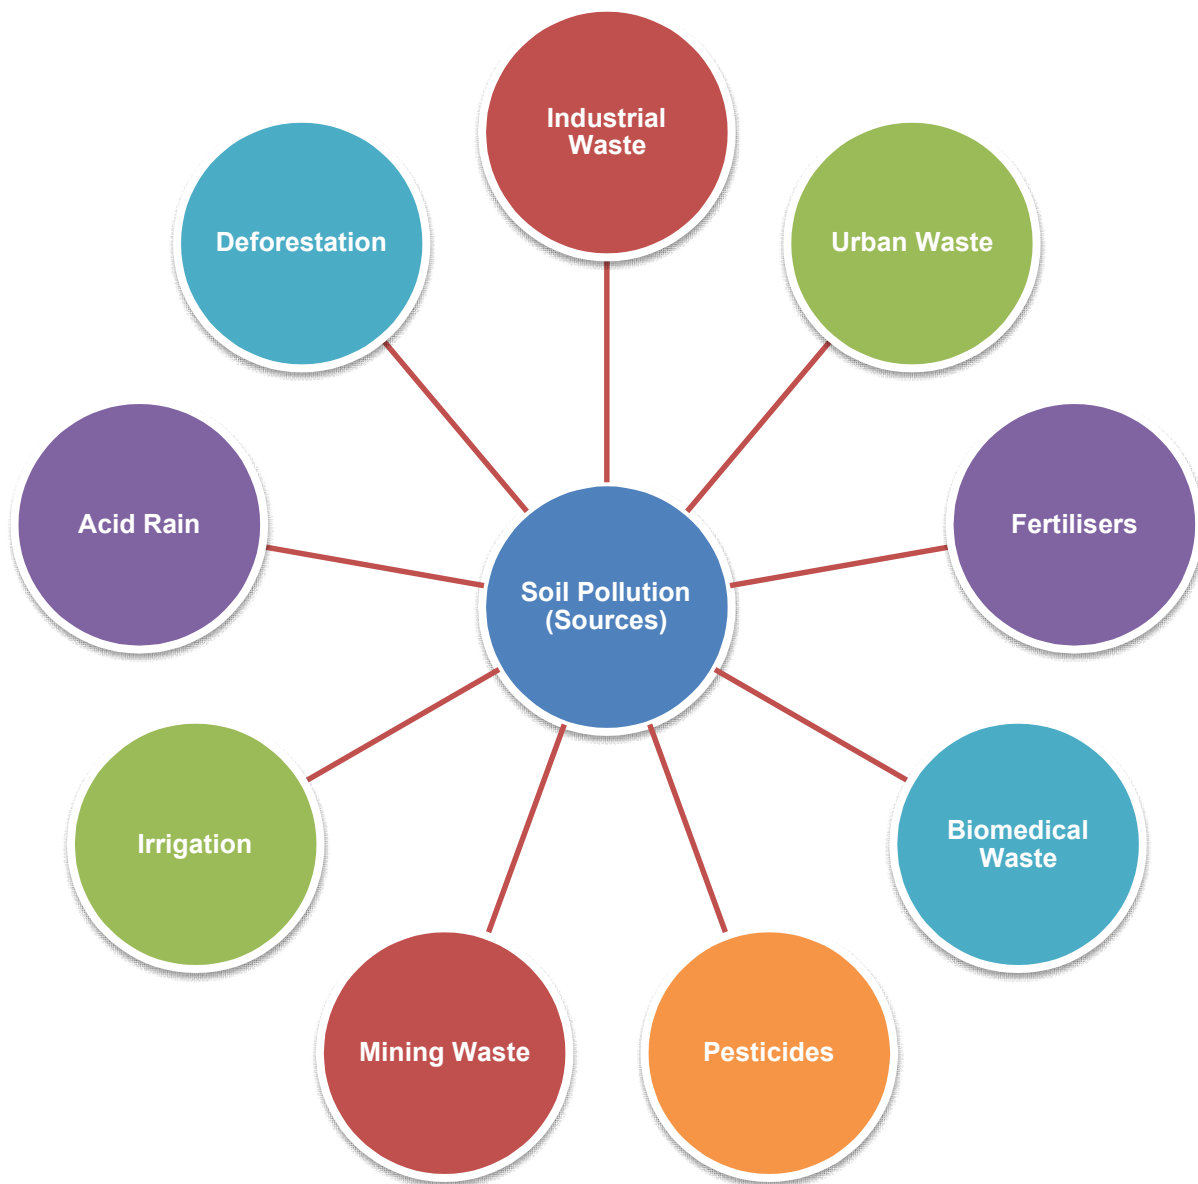 Industrial
Waste
Urban Waste
Fertilisers
Biomedical
Waste
Pesticides
Mining Waste
Irrigation
Acid Rain
Deforestation
Soil Pollution
(Sources)